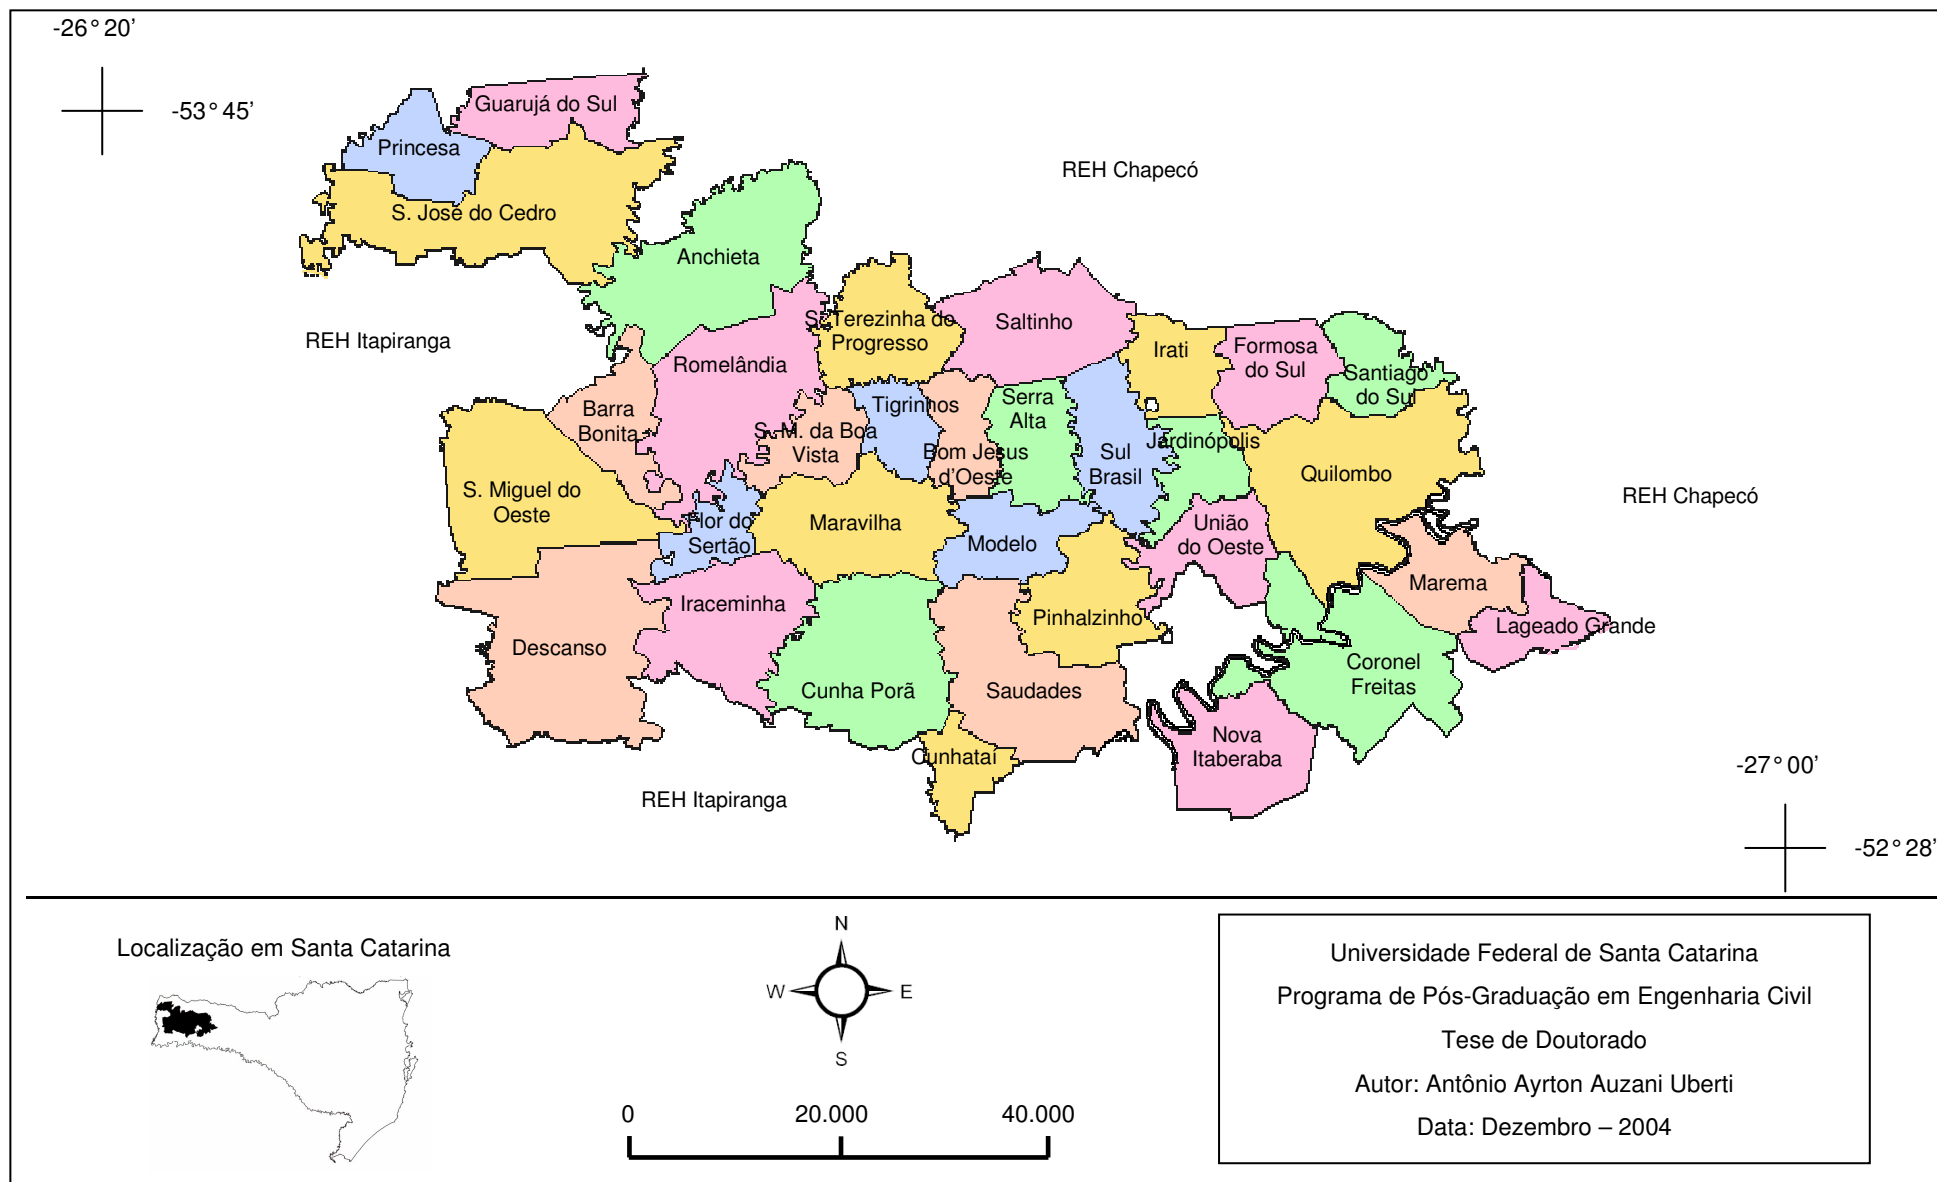 -26° 20'
-53° 45'
Guarujá do Sul
Princesa
REH Chapecó
S. José do Cedro
Anchieta
REH Itapiranga
S. Terezinha do
Progresso
Saltinho
Irati
Formosa
do Sul
Santiago
do Sul
Romelândia
Barra
Bonita
Tigrinhos
Serra
Alta
S. M. da Boa
Vista
Bom Jesus
d'Oeste
Sul
Brasil
Jardinópolis
Quilombo
REH Chapecó
S. Miguel do
Oeste
Flor do
Sertão
Maravilha
Modelo
União
do Oeste
Marema
Iraceminha
Pinhalzinho
Lageado Grande
Descanso
Cunha Porã
Saudades
Coronel
Freitas
Cunhataí
Nova
Itaberaba
REH Itapiranga
-27° 00'
-52° 28'
Localização em Santa Catarina
N
W
E
S
0
20.000
40.000
Universidade Federal de Santa Catarina
Programa de Pós-Graduação em Engenharia Civil
Tese de Doutorado
Autor: Antônio Ayrton Auzani Uberti
Data: Dezembro – 2004